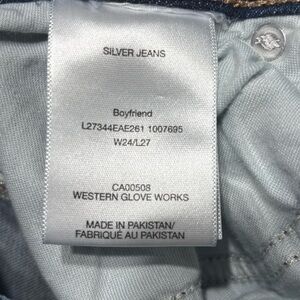 SILVER JEANS
Boyfriend
L27344EAE261 1007695
W24/L27
CA00508
WESTERN GLOVE WORKS
MADE IN PAKISTAN/
FABRIQUÉ AU PAKISTAN